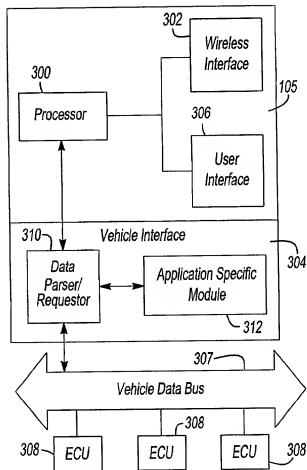 302
Wireless
Interface
300
Processor
306
User
Interface
105
310
Vehicle Interface
Data
Parser/
Requestor
Application Specific
Module
312
304
307
Vehicle Data Bus
308
ECU
308
ECU
ECU
308